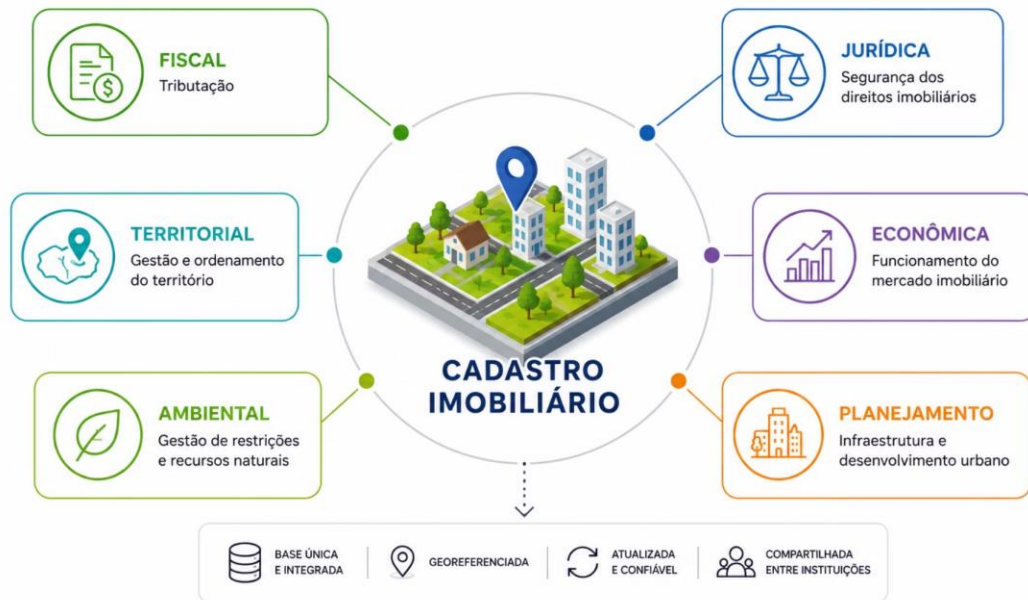 FISCAL
Tributação
JURÍDICA
Segurança dos
direitos imobiliários
TERRITORIAL
Gestão e ordenamento
do território
ECONÔMICA
Funcionamento do
mercado imobiliário
CADASTRO
IMOBILIÁRIO
AMBIENTAL
Gestão de restrições
e recursos naturais
PLANEJAMENTO
Infraestrutura e
desenvolvimento urbano
BASE ÚNICA
E INTEGRADA
GEOREFERENCIADA
ATUALIZADA
E CONFIÁVEL
COMPARTILHADA
ENTRE INSTITUIÇÕES